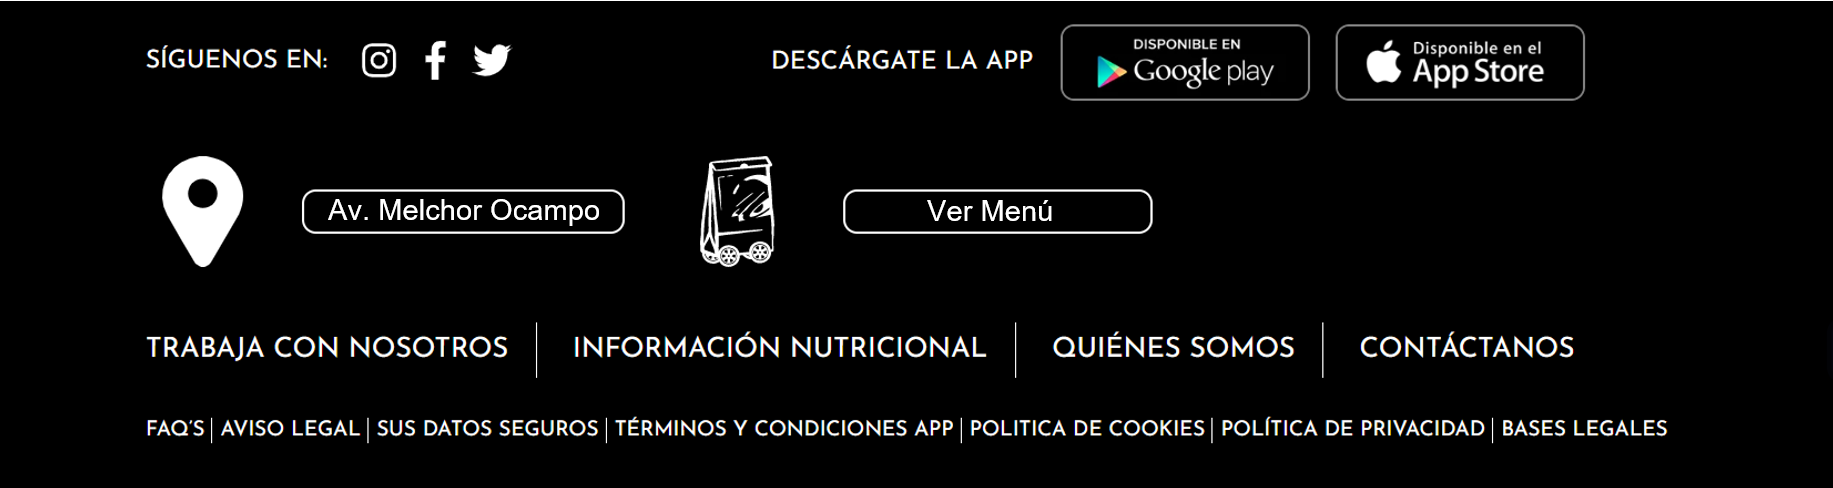 SÍGUENOS EN:
DESCÁRGATE LA APP
DISPONIBLE EN
Google play
Disponible en el
App Store
Av. Melchor Ocampo
Ver Menú
TRABAJA CON NOSOTROS
INFORMACIÓN NUTRICIONAL
QUIÉNES SOMOS
CONTÁCTANOS
FAQ'S | AVISO LEGAL | SUS DATOS SEGUROS | TÉRMINOS Y CONDICIONES APP | POLITICA DE COOKIES | POLÍTICA DE PRIVACIDAD | BASES LEGALES